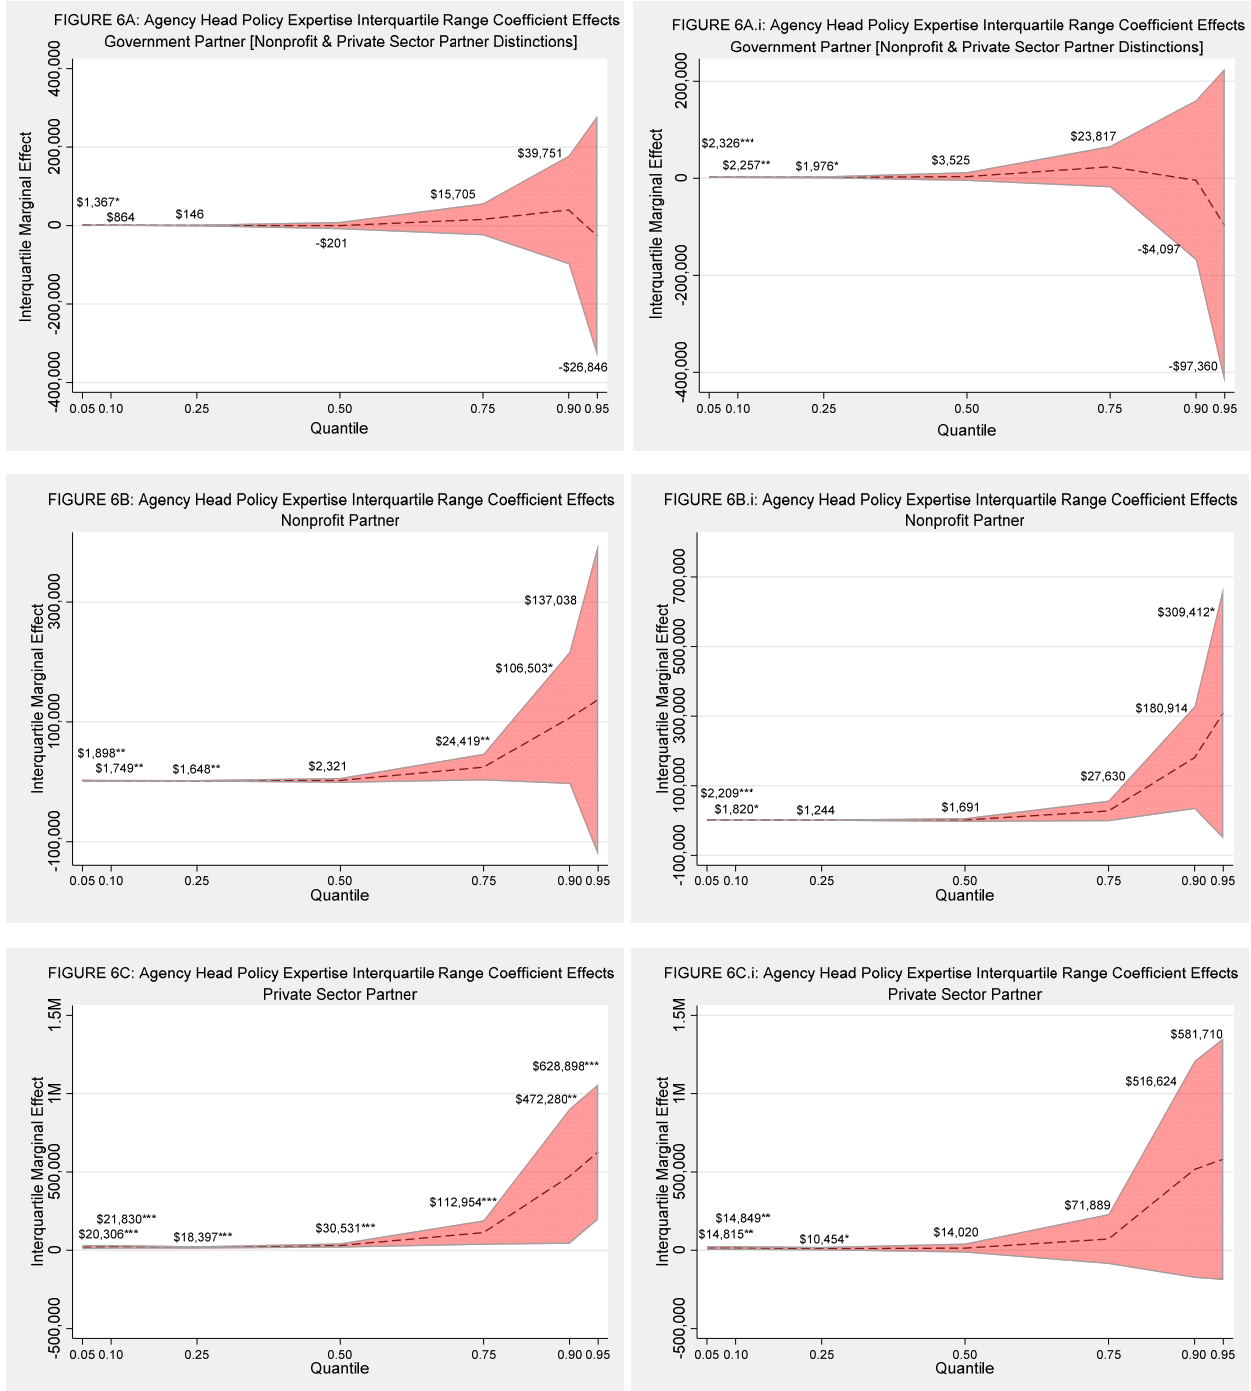 FIGURE 6A: Agency Head Policy Expertise Interquartile Range Coefficient Effects
Government Partner [Nonprofit & Private Sector Partner Distinctions]
Interquartile Marginal Effect
400,000
200,000
0
-200,000
-400,000
$1,367*
$864
$146
-$201
$15,705
$39,751
-$26,846
0.05 0.10 0.25 0.50 0.75 0.90 0.95
Quantile
FIGURE 6A.i: Agency Head Policy Expertise Interquartile Range Coefficient Effects
Government Partner [Nonprofit & Private Sector Partner Distinctions]
Interquartile Marginal Effect
200,000
0
-200,000
-400,000
$2,326***
$2,257**
$1,976*
$3,525
$23,817
-$4,097
-$97,360
0.05 0.10 0.25 0.50 0.75 0.90 0.95
Quantile
FIGURE 6B: Agency Head Policy Expertise Interquartile Range Coefficient Effects
Nonprofit Partner
Interquartile Marginal Effect
300,000
100,000
-100,000
$1,898**
$1,749**
$1,648**
$2,321
$24,419**
$106,503*
$137,038
0.05 0.10 0.25 0.50 0.75 0.90 0.95
Quantile
FIGURE 6B.i: Agency Head Policy Expertise Interquartile Range Coefficient Effects
Nonprofit Partner
Interquartile Marginal Effect
700,000
500,000
300,000
100,000
-100,000
$2,209***
$1,820*
$1,244
$1,691
$27,630
$180,914
$309,412*
0.05 0.10 0.25 0.50 0.75 0.90 0.95
Quantile
FIGURE 6C: Agency Head Policy Expertise Interquartile Range Coefficient Effects
Private Sector Partner
Interquartile Marginal Effect
1.5M
1M
500,000
0
-500,000
$21,830***
$20,306***
$18,397***
$30,531***
$112,954***
$472,280**
$628,898***
0.05 0.10 0.25 0.50 0.75 0.90 0.95
Quantile
FIGURE 6C.i: Agency Head Policy Expertise Interquartile Range Coefficient Effects
Private Sector Partner
Interquartile Marginal Effect
1.5M
1M
500,000
0
-500,000
$14,849**
$14,815**
$10,454*
$14,020
$71,889
$516,624
$581,710
0.05 0.10 0.25 0.50 0.75 0.90 0.95
Quantile